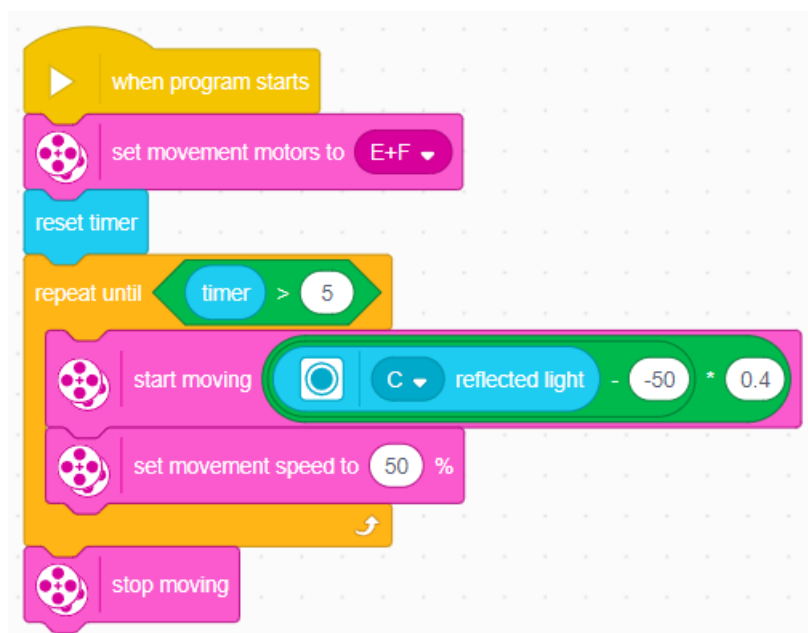 when program starts
set movement motors to E+F
reset timer
repeat until timer > 5
start moving C reflected light - -50 * 0.4
set movement speed to 50 %
stop moving